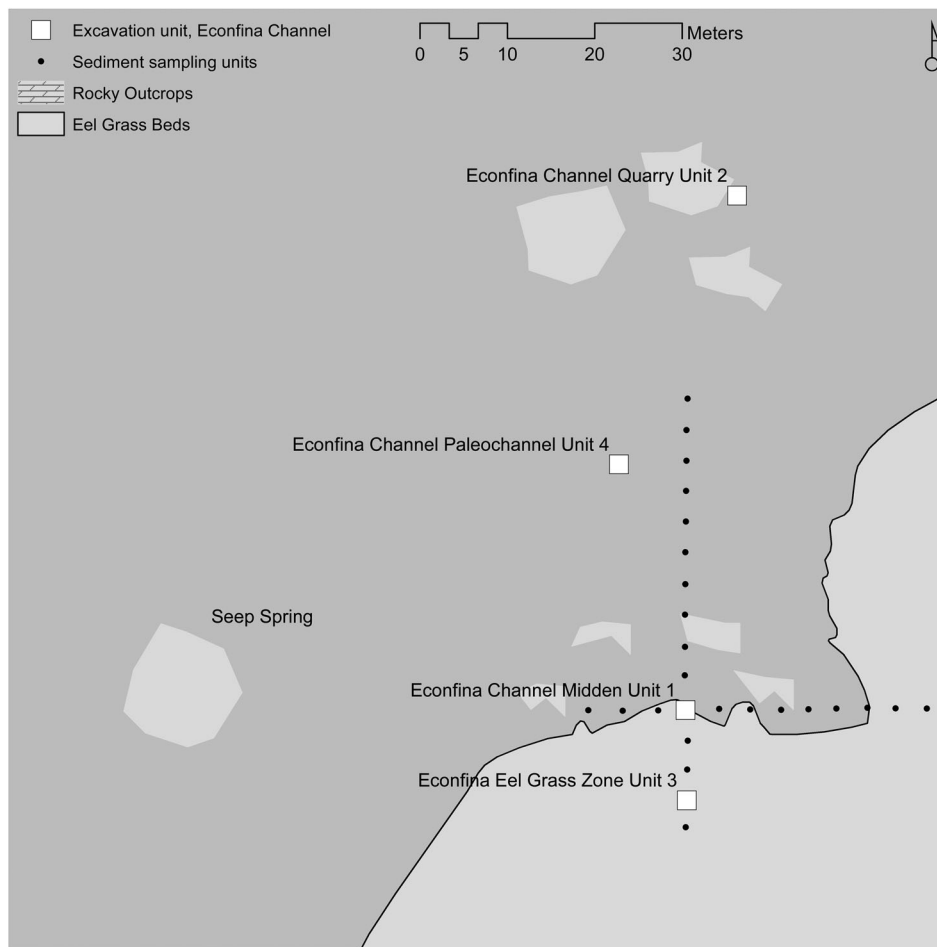 Excavation unit, Econfina Channel
Sediment sampling units
Rocky Outcrops
Eel Grass Beds
Meters
0 5 10 20 30
Econfina Channel Quarry Unit 2
Econfina Channel Paleochannel Unit 4
Seep Spring
Econfina Channel Midden Unit 1
Econfina Eel Grass Zone Unit 3